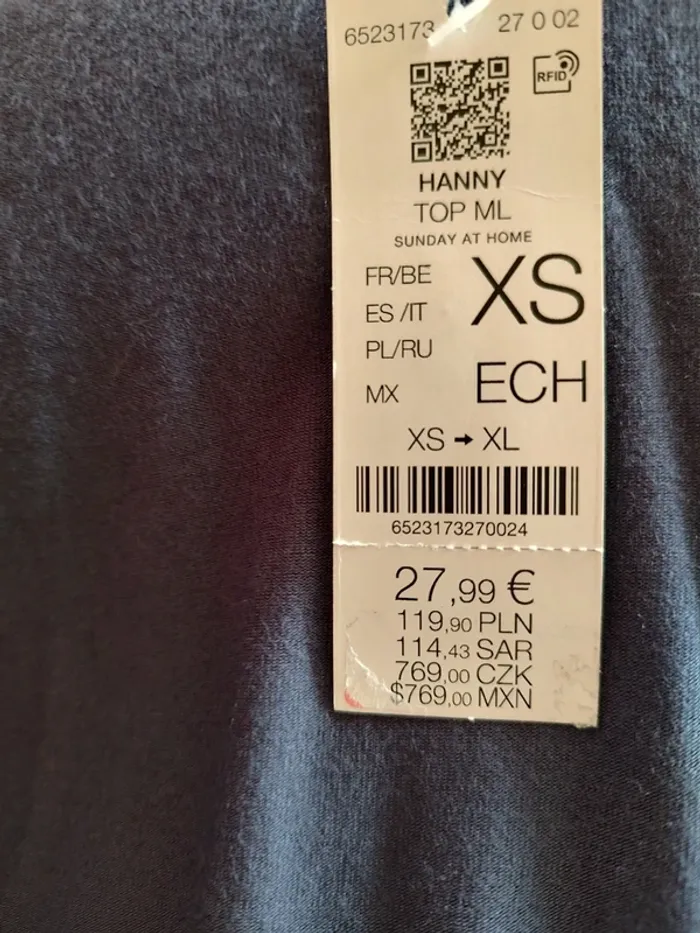 6523173 27 0 02
RFID
HANNY
TOP ML
SUNDAY AT HOME
FR/BE XS
ES /IT
PL/RU
MX ECH
XS → XL
6523173270024
27,99 €
119,90 PLN
114,43 SAR
769,00 CZK
$769,00 MXN